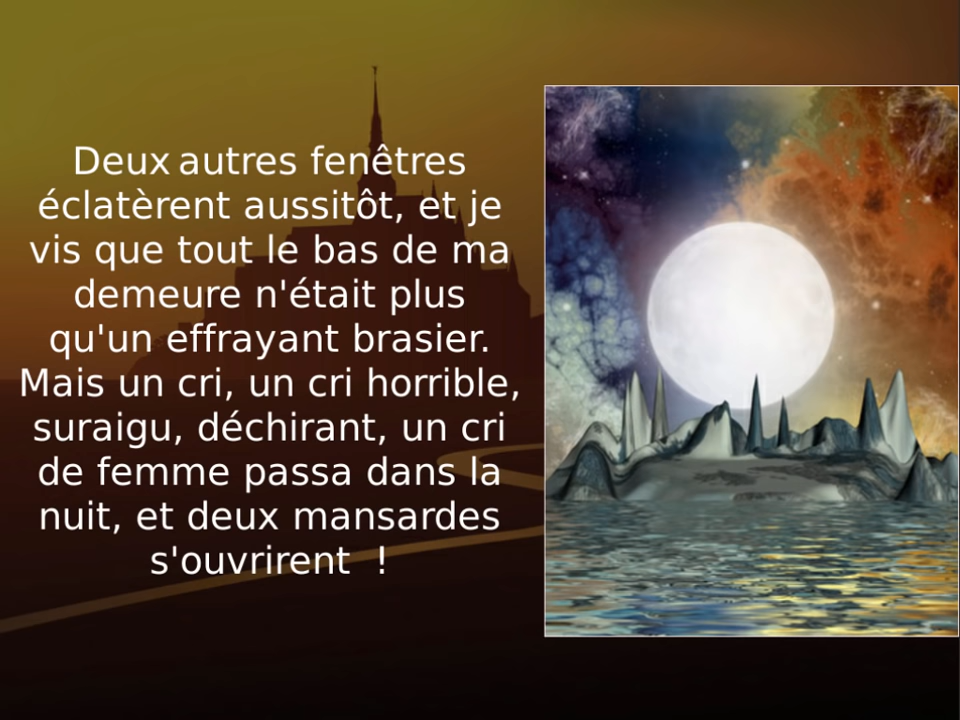 Deux autres fenêtres
éclatèrent aussitôt, et je
vis que tout le bas de ma
demeure n'était plus
qu'un effrayant brasier.
Mais un cri, un cri horrible,
suraigu, déchirant, un cri
de femme passa dans la
nuit, et deux mansardes
s'ouvrirent  !